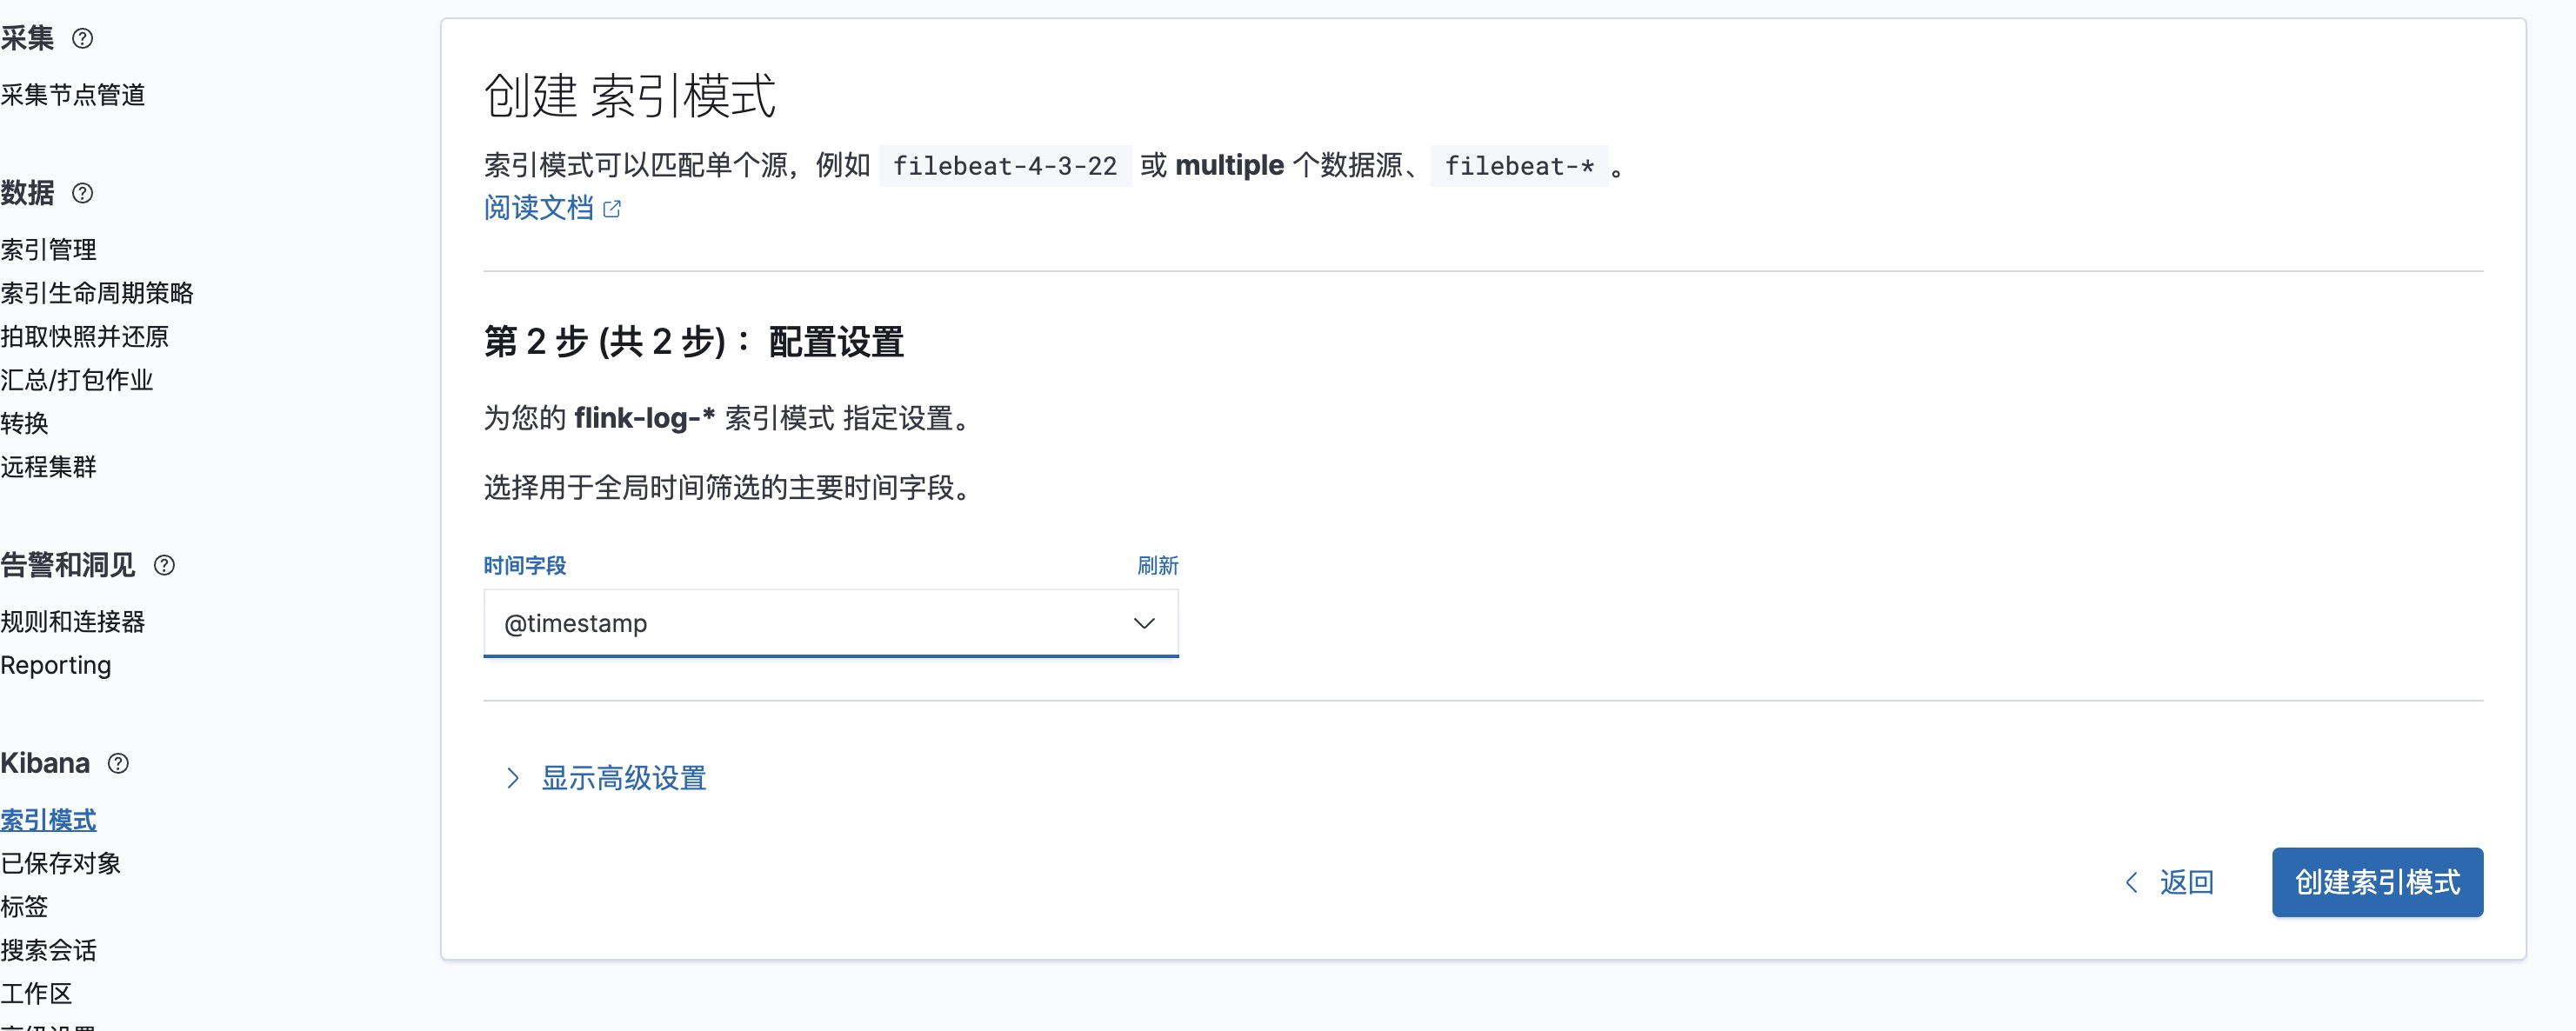 采集
采集节点管道
数据
索引管理
索引生命周期策略
拍取快照并还原
汇总/打包作业
转换
远程集群
告警和洞见
规则和连接器
Reporting
Kibana
索引模式
已保存对象
标签
搜索会话
工作区
创建 索引模式
索引模式可以匹配单个源，例如 filebeat-4-3-22 或 multiple 个数据源、 filebeat-* 。
阅读文档
第 2 步 (共 2 步)： 配置设置
为您的 flink-log-* 索引模式 指定设置。
选择用于全局时间筛选的主要时间字段。
时间字段 刷新
@timestamp
显示高级设置
返回 创建索引模式